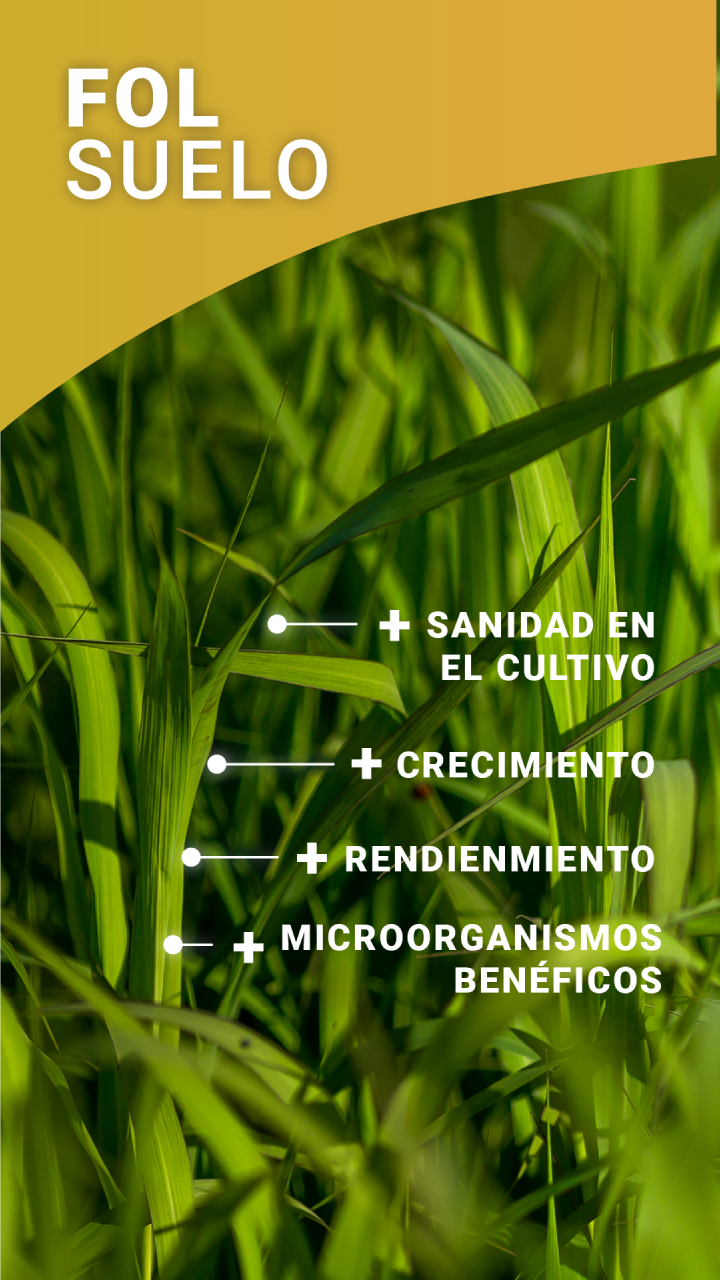 FOL
SUELO
+ SANIDAD EN
EL CULTIVO
+ CRECIMIENTO
+ RENDIENMIENTO
+ MICROORGANISMOS
BENÉFICOS